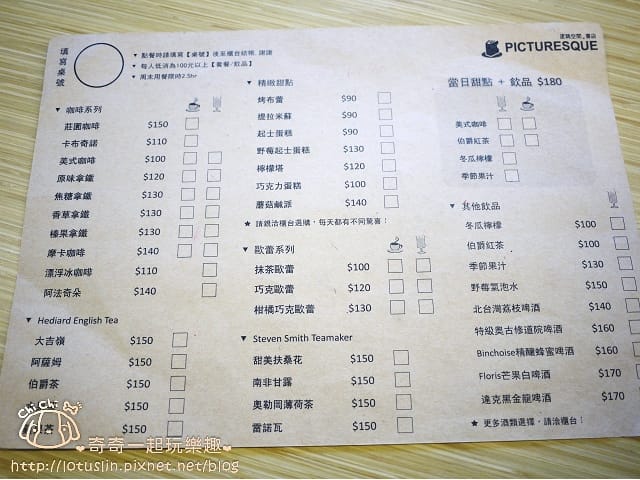 填寫桌號
▼ 點餐時請填寫【桌號】後至櫃台結帳, 謝謝
▼ 每人低消為100元以上【套餐/飲品】
▼ 周末用餐限時2.5hr
逆轉空間。書店
PICTURESQUE
▼ 咖啡系列
莊園咖啡 $150
卡布奇諾 $110
美式咖啡 $100
原味拿鐵 $120
焦糖拿鐵 $130
香草拿鐵 $130
榛果拿鐵 $130
摩卡咖啡 $140
漂浮冰咖啡 $110
阿法奇朵 $140
▼ Hediard English Tea
大吉嶺 $150
阿薩姆 $150
伯爵茶 $150
$150
▼ 精緻甜點
烤布蕾 $90
提拉米蘇 $90
起士蛋糕 $90
野莓起士蛋糕 $130
檸檬塔 $120
巧克力蛋糕 $100
蘑菇鹹派 $140
★ 請親洽櫃台選購，每天都有不同驚喜！
▼ 歐蕾系列
抹茶歐蕾 $100
巧克歐蕾 $120
柑橘巧克歐蕾 $130
▼ Steven Smith Teamaker
甜美扶桑花 $150
南非甘露 $150
奧勒岡薄荷茶 $150
雷諾瓦 $150
當日甜點 + 飲品 $180
美式咖啡
伯爵紅茶
冬瓜檸檬
季節果汁
▼ 其他飲品
冬瓜檸檬 $100
伯爵紅茶 $100
季節果汁 $130
野莓氣泡水 $150
北台灣荔枝啤酒 $140
特級奧古修道院啤酒 $160
Binchoise精釀蜂蜜啤酒 $160
Floris芒果白啤酒 $170
達克黑金龍啤酒 $170
★ 更多酒類選擇，請洽櫃台！
Chi Chi
♥奇奇一起玩樂趣♥
http://lotuslin.pixnet.net/blog